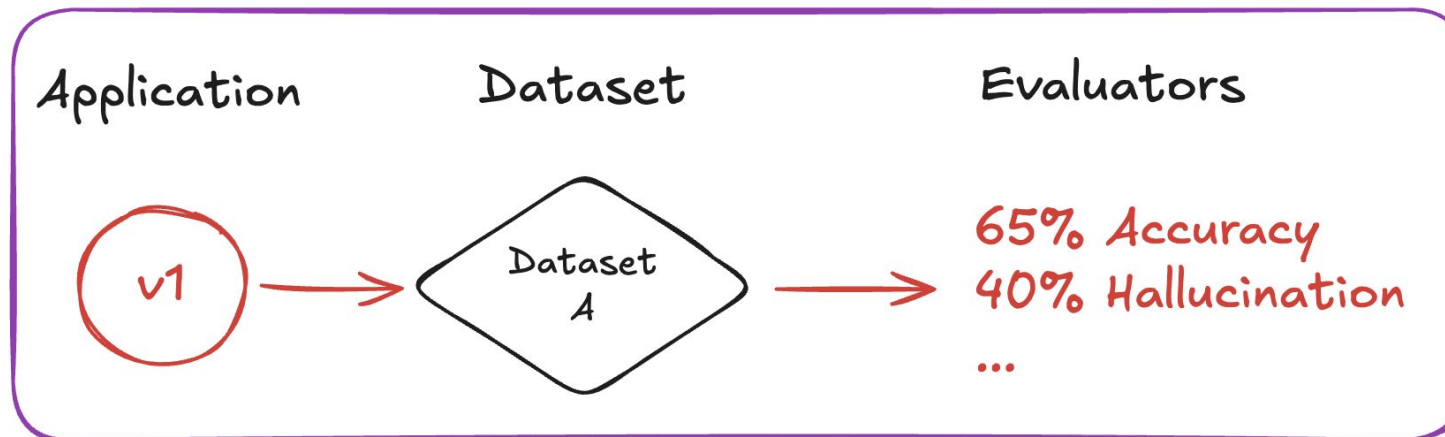 Application
Dataset
Evaluators
v1
Dataset
A
65% Accuracy
40% Hallucination
...